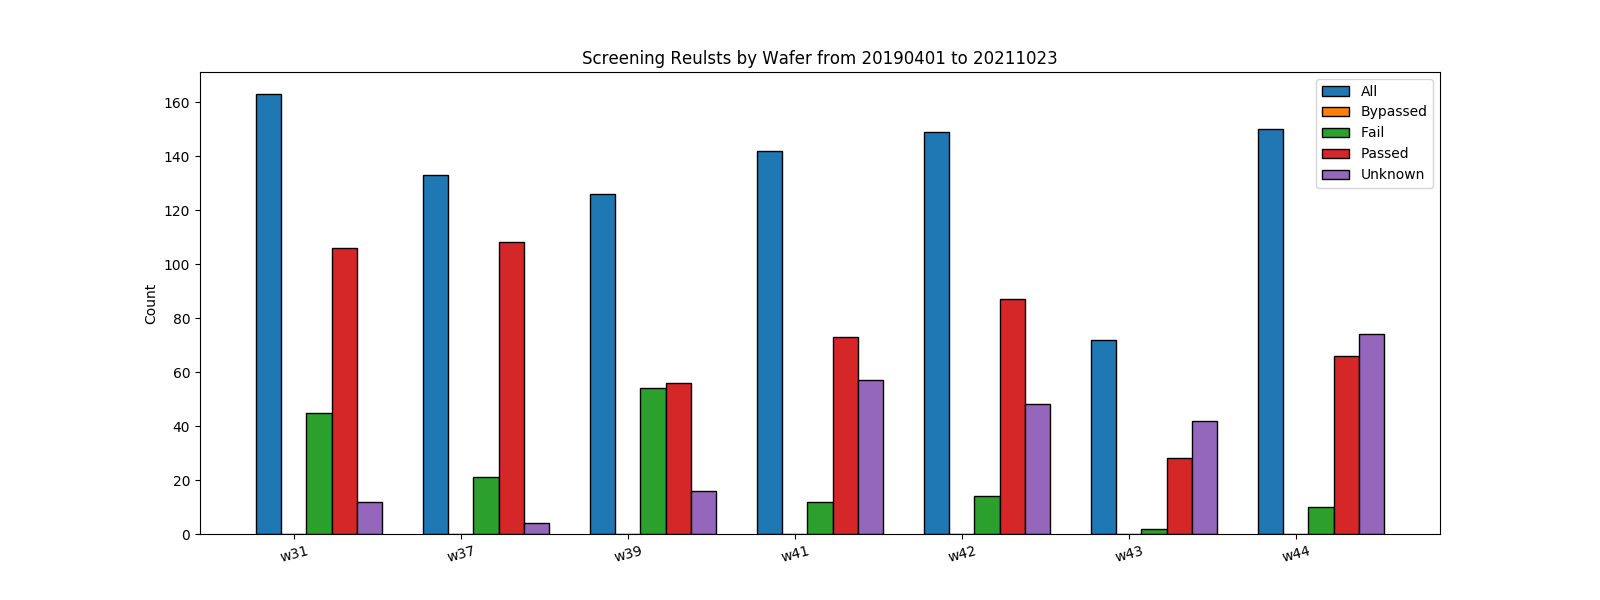 Screening Reulsts by Wafer from 20190401 to 20211023
Count
160
140
120
100
80
60
40
20
0
w31
w37
w39
w41
w42
w43
w44
All
Bypassed
Fail
Passed
Unknown